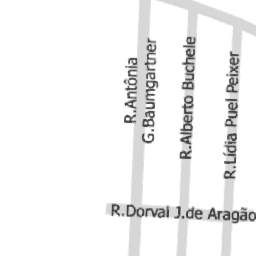 R.Antônia
G.Baumgartner
R.Alberto Buchele
R.Lídia Puel Peixer
R.Dorval J.de Aragão